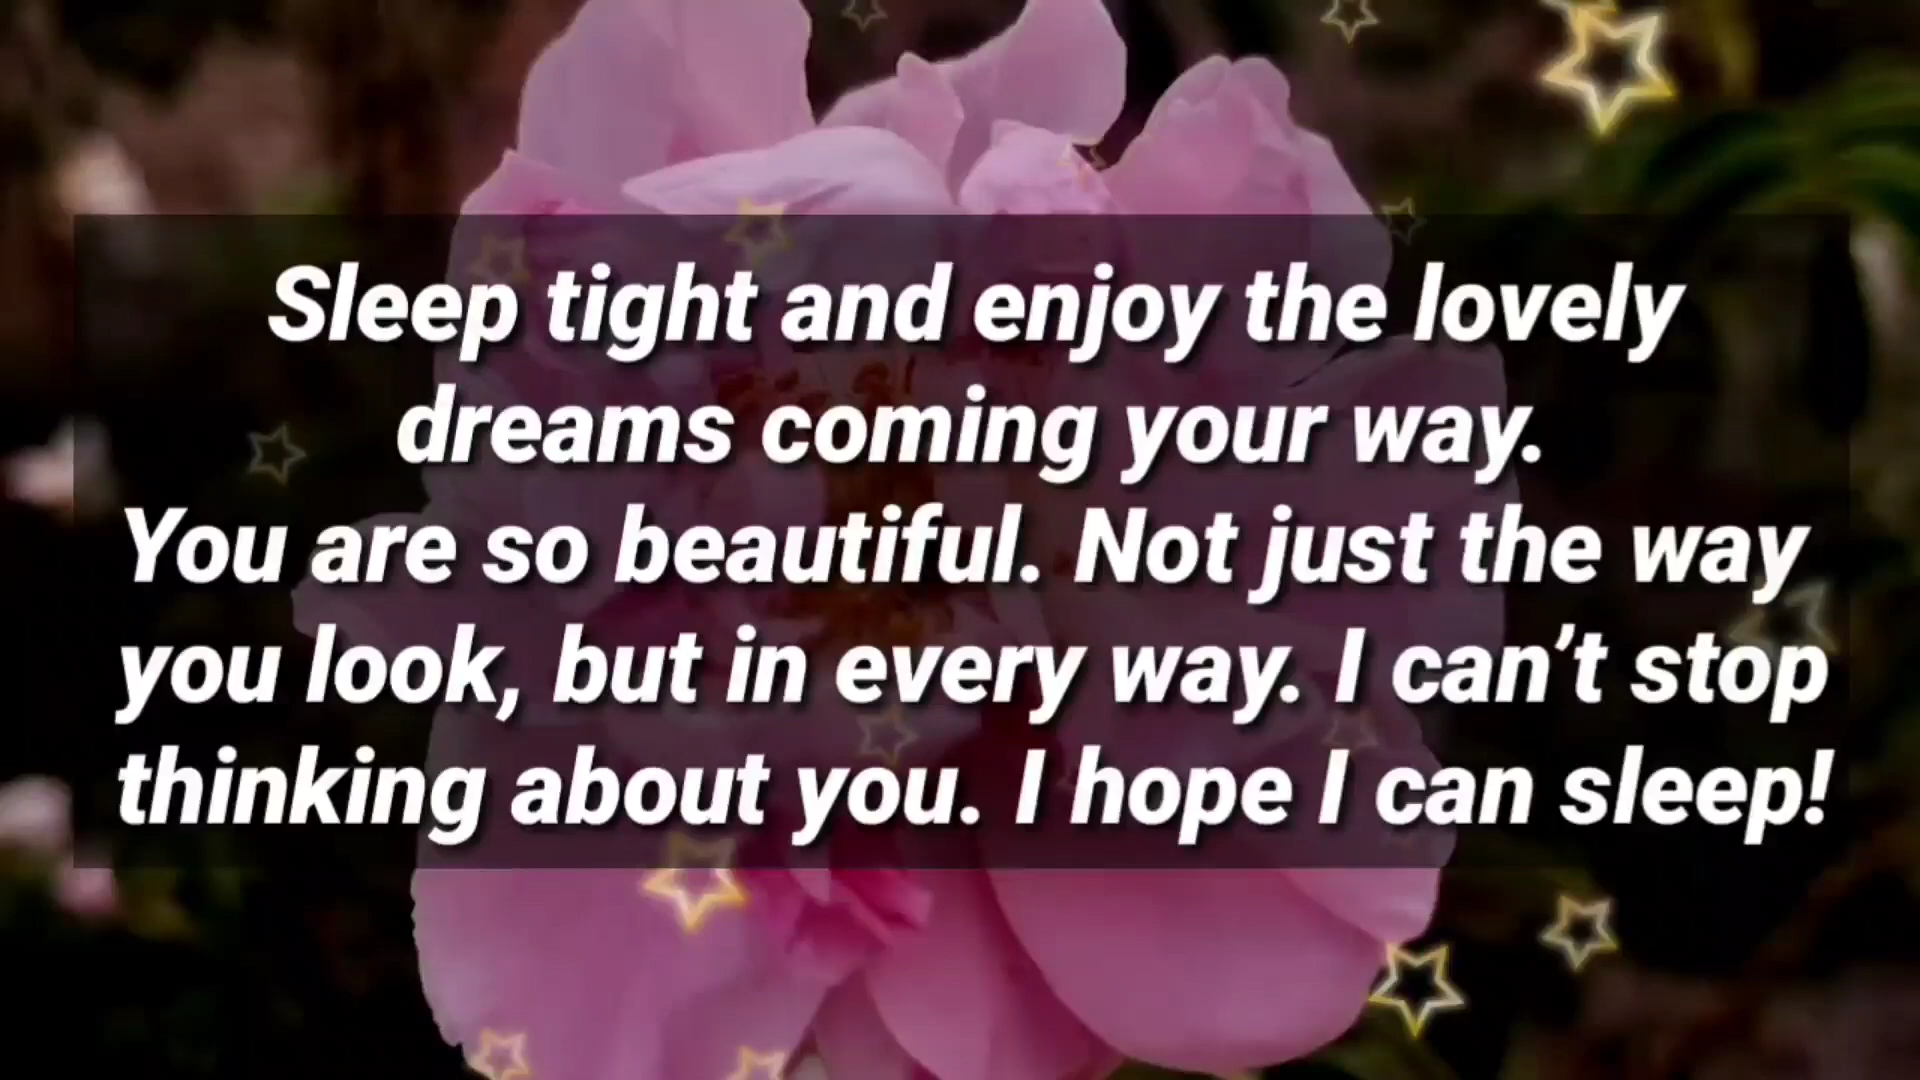 Sleep tight and enjoy the lovely
dreams coming your way.
You are so beautiful. Not just the way
you look, but in every way. I can’t stop
thinking about you. I hope I can sleep!